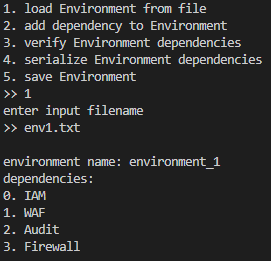 1. load Environment from file
2. add dependency to Environment
3. verify Environment dependencies
4. serialize Environment dependencies
5. save Environment
>> 1
enter input filename
>> env1.txt

environment name: environment_1
dependencies:
0. IAM
1. WAF
2. Audit
3. Firewall